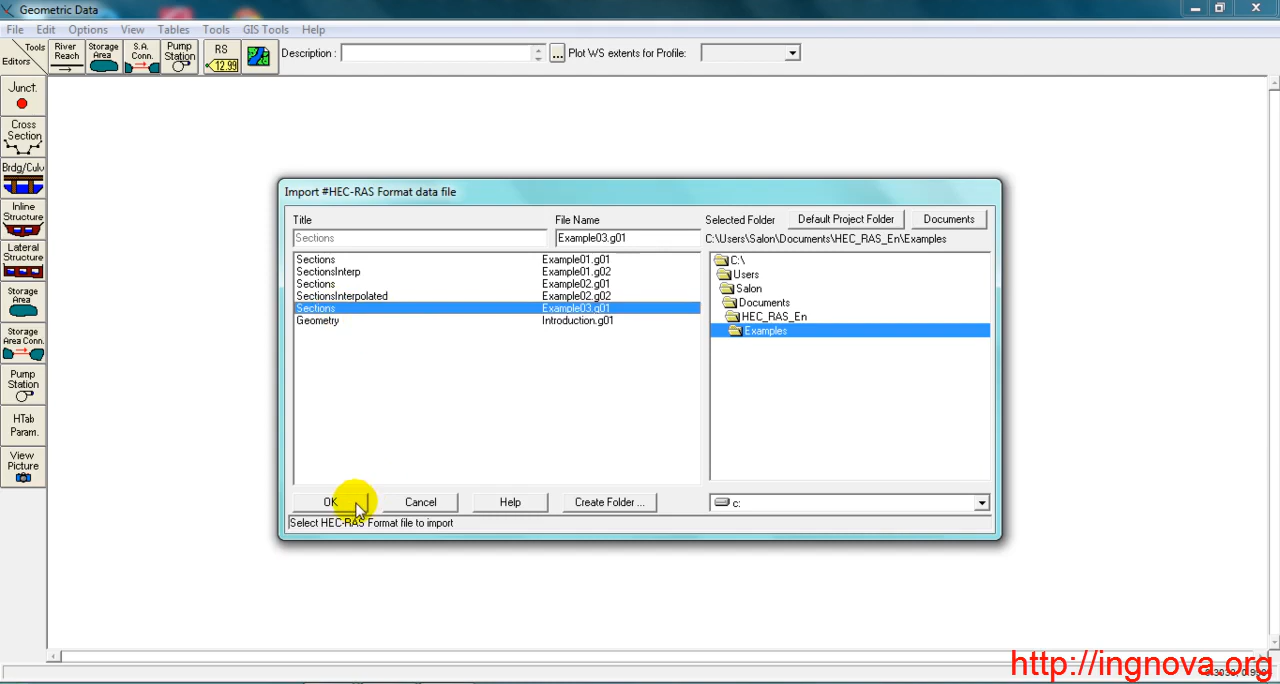 Geometric Data
File Edit Options View Tables Tools GIS Tools Help
Tools
Editors
River
Reach
Storage
Area
S.A.
Conn.
Pump
Station
RS
12.99
Description :
...
Plot WS extents for Profile:
Junct.
Cross
Section
Brdg/Culv
Inline
Structure
Lateral
Structure
Storage
Area
Storage
Area Conn.
Pump
Station
HTab
Param.
View
Picture
Import #HEC-RAS Format data file
Title File Name Selected Folder Default Project Folder Documents
Sections Example03.g01 C:\Users\Salon\Documents\HEC_RAS_En\Examples
Sections Example01.g01
SectionsInterp Example01.g02
Sections Example02.g01
SectionsInterpolated Example02.g02
Sections Example03.g01
Geometry Introduction.g01
C:\
Users
Salon
Documents
HEC_RAS_En
Examples
OK Cancel Help Create Folder ... c:
Select HEC-RAS Format file to import
http://ingnova.org